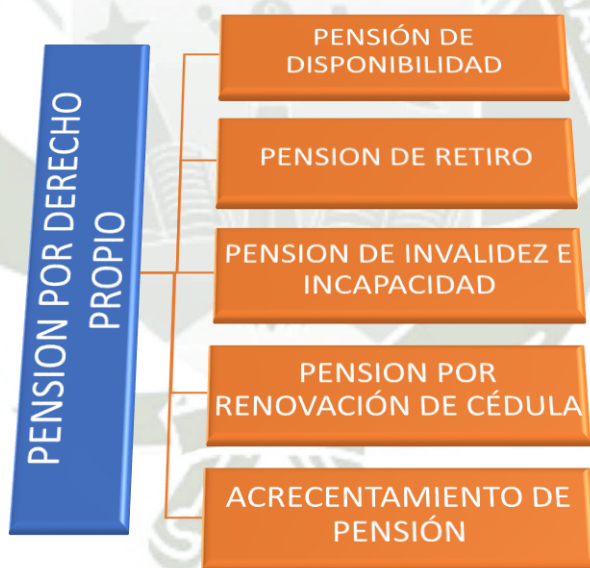 PENSION POR DERECHO
PROPIO
PENSIÓN DE
DISPONIBILIDAD
PENSION DE RETIRO
PENSION DE INVALIDEZ E
INCAPACIDAD
PENSION POR
RENOVACIÓN DE CÉDULA
ACRECENTAMIENTO DE
PENSIÓN